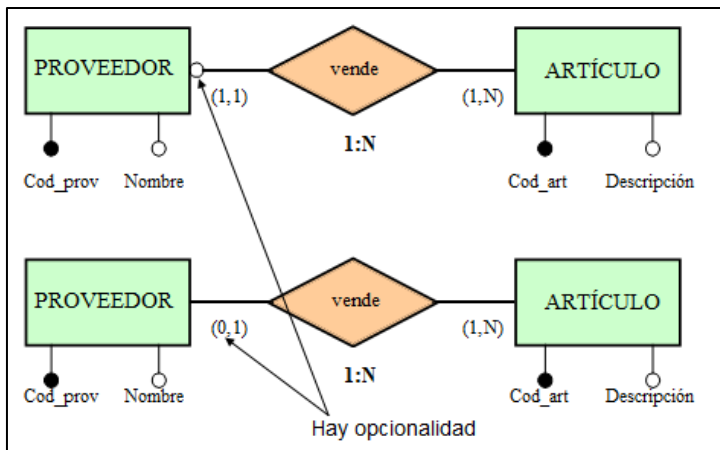 PROVEEDOR vende ARTÍCULO
(1,1) (1,N)
1:N
Cod_prov Nombre Cod_art Descripción
PROVEEDOR vende ARTÍCULO
(0,1) (1,N)
1:N
Cod_prov Nombre Cod_art Descripción
Hay opcionalidad